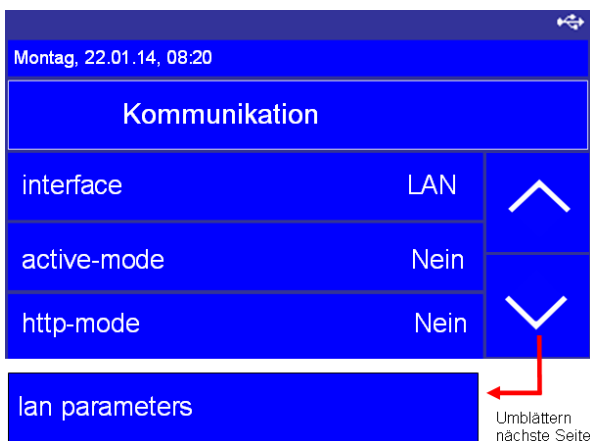 Montag, 22.01.14, 08:20
Kommunikation
interface LAN
active-mode Nein
http-mode Nein
lan parameters
Umblättern
nächste Seite